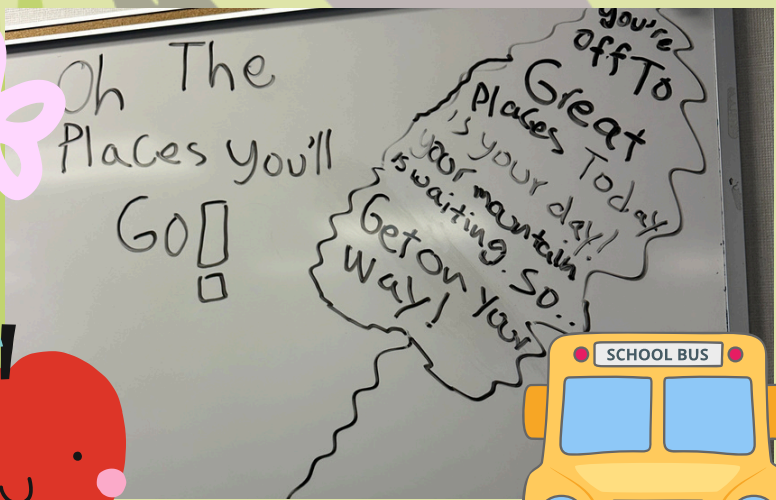 Oh The
Places you'll
Go!
you're
Off To
Great
Places Today
is your day!
your mountain
is waiting. So..
Get on your
way!
SCHOOL BUS